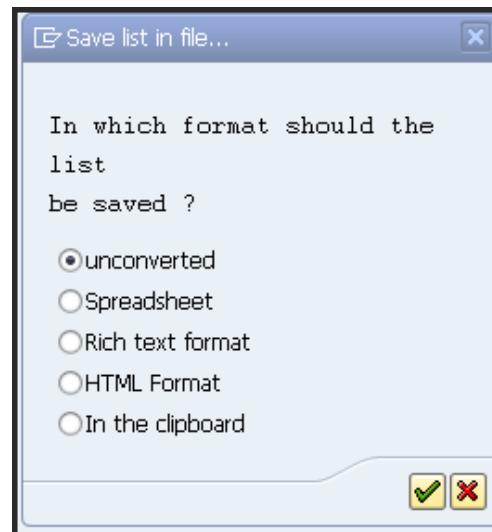 Save list in file...
In which format should the
list
be saved ?
unconverted
Spreadsheet
Rich text format
HTML Format
In the clipboard